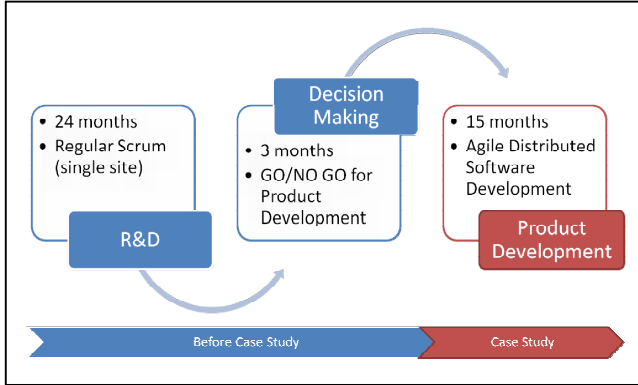 • 24 months
• Regular Scrum
(single site)
R&D
Decision
Making
• 3 months
• GO/NO GO for
Product
Development
• 15 months
• Agile Distributed
Software
Development
Product
Development
Before Case Study
Case Study